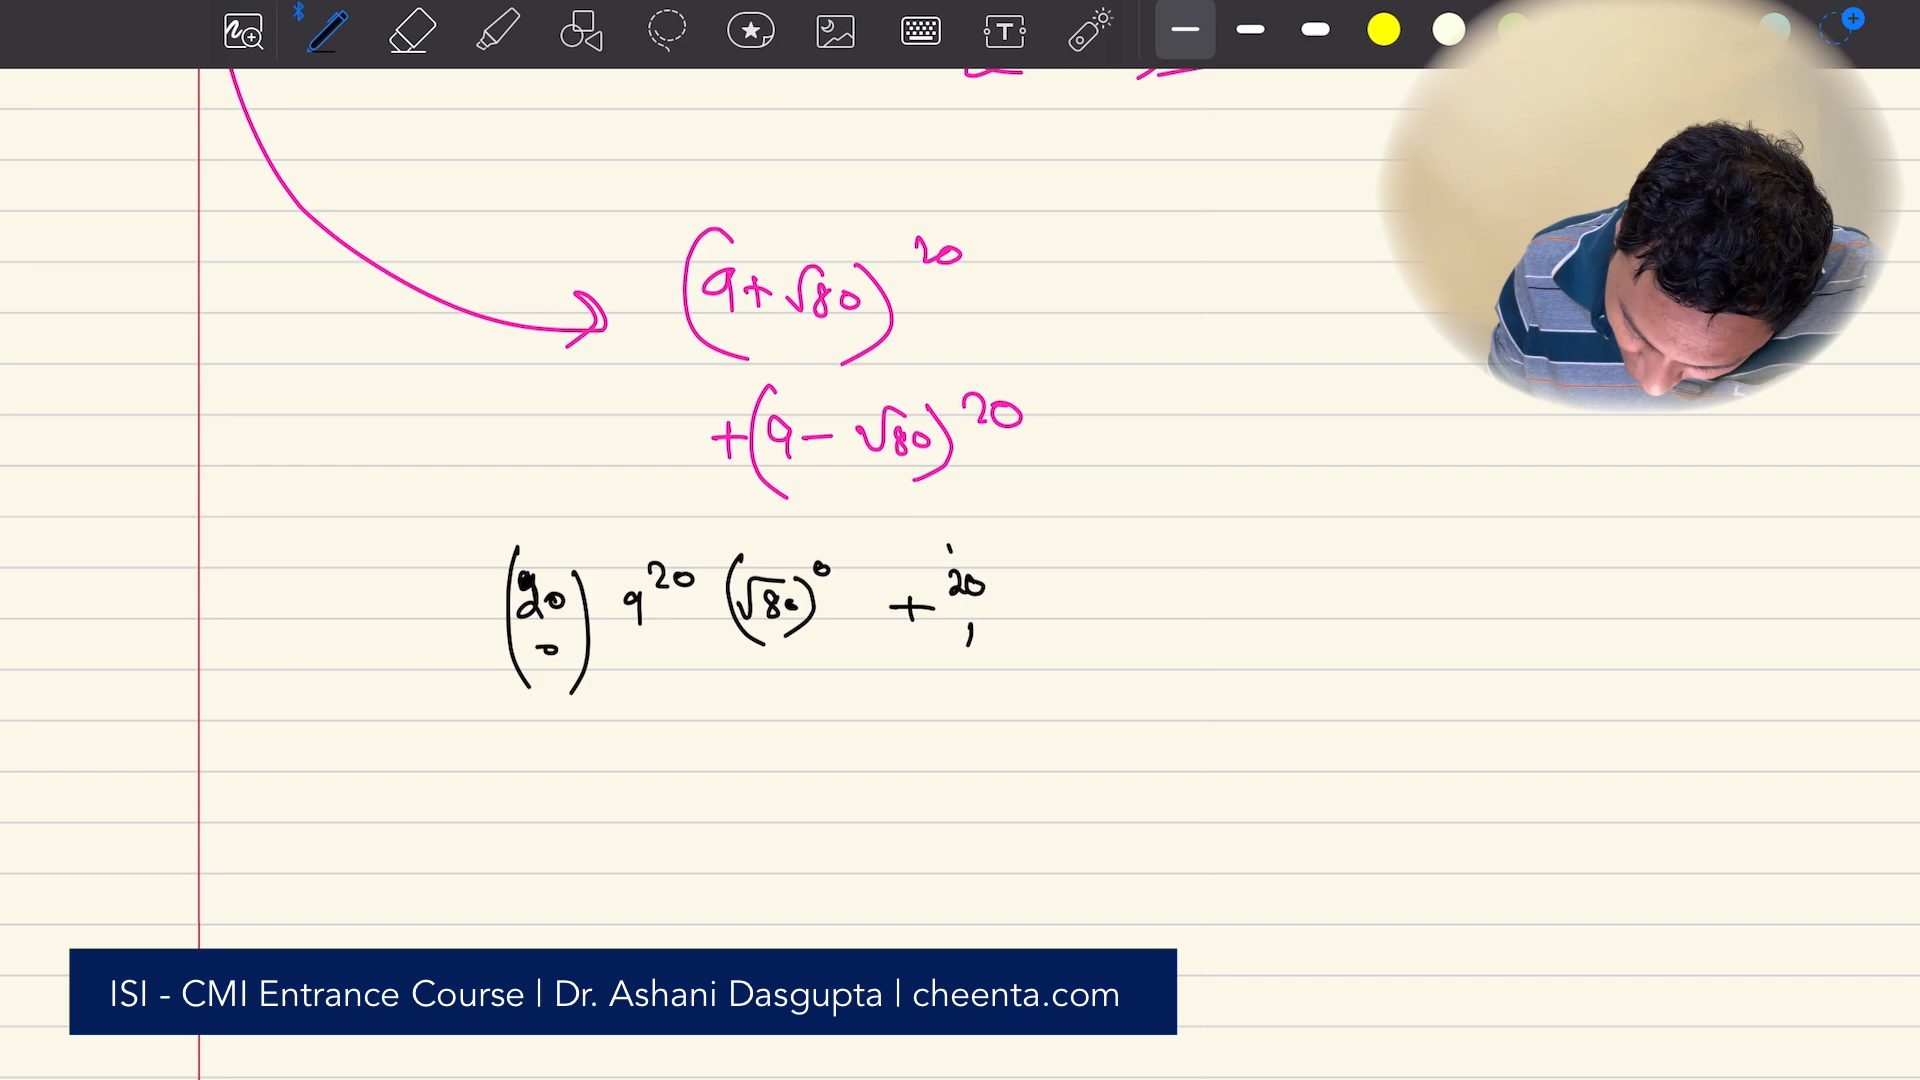 (9+√80)^20
+(9-√80)^20
(20 0) 9^20 (√80)^0 + 20 1
ISI - CMI Entrance Course | Dr. Ashani Dasgupta | cheenta.com